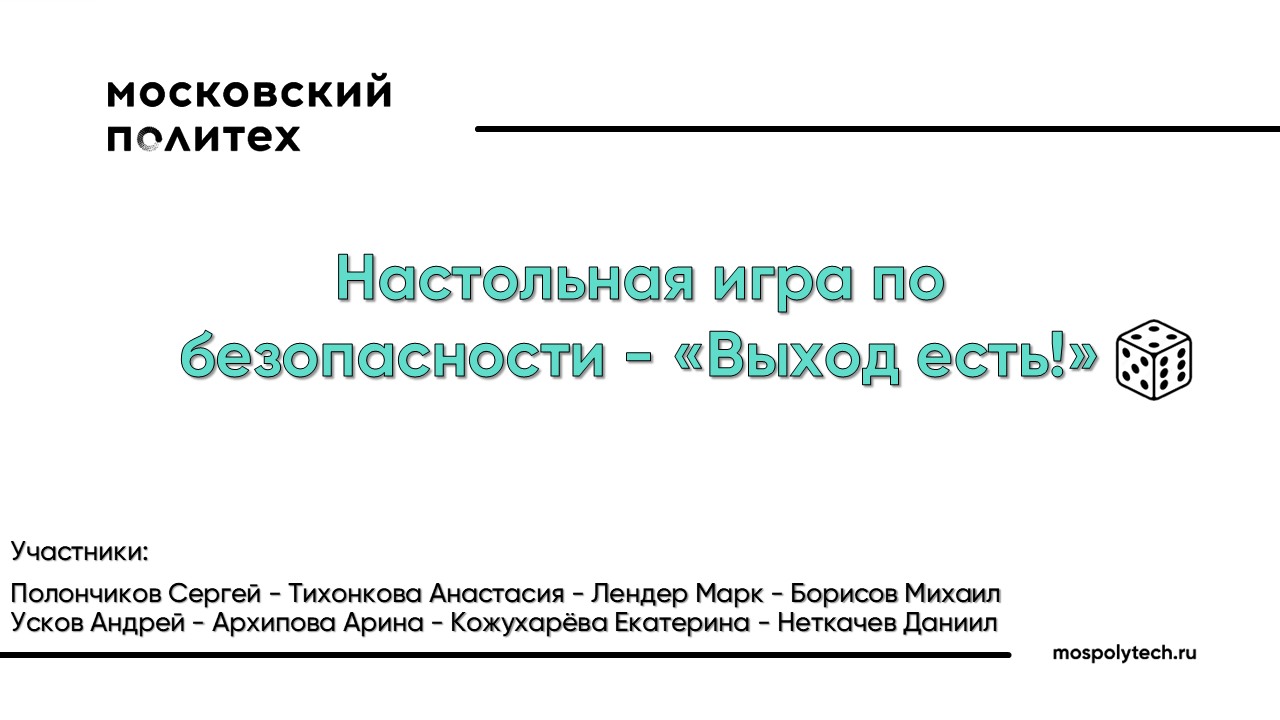 московский
политех
Настольная игра по
безопасности – «Выход есть!»
Участники:
Полончиков Сергей – Тихонкова Анастасия – Лендер Марк – Борисов Михаил
Усков Андрей – Архипова Арина – Кожухарёва Екатерина – Неткачев Даниил
mospolytech.ru